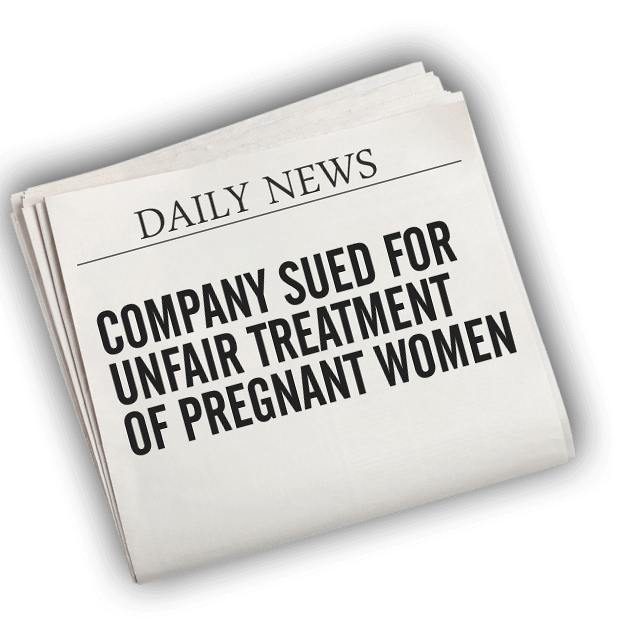 DAILY NEWS
COMPANY SUED FOR
UNFAIR TREATMENT
OF PREGNANT WOMEN